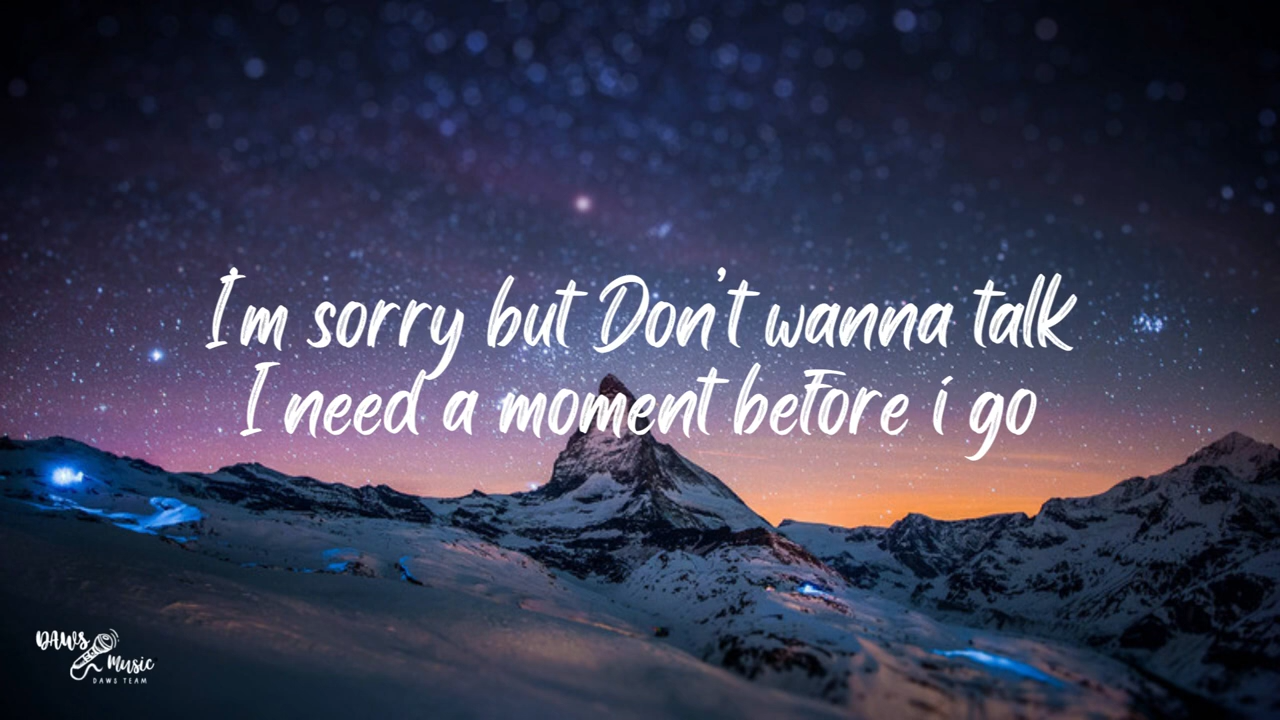 I'm sorry but Don't wanna talk
I need a moment before i go
DAWS
Music
DAWS TEAM